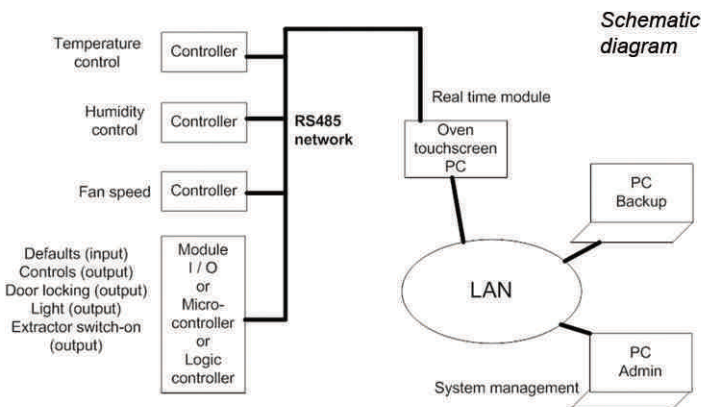 Schematic
diagram
Temperature
control
Controller
Humidity
control
Controller
Fan speed
Controller
Defaults (input)
Controls (output)
Door locking (output)
Light (output)
Extractor switch-on
(output)
Module
I / O
or
Micro-
controller
or
Logic
controller
RS485
network
Real time module
Oven
touchscreen
PC
PC
Backup
LAN
PC
Admin
System management